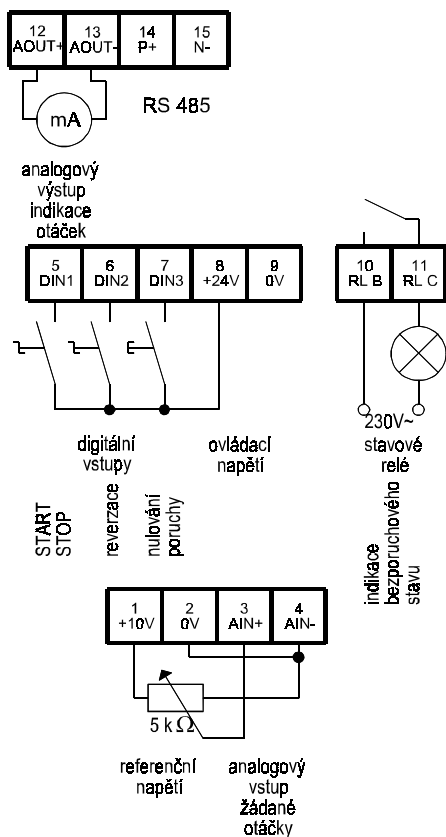 12 13 14 15
AOUT+ AOUT- P+ N-
mA
RS 485
analogový
výstup
indikace
otáček
5 6 7 8 9
DIN1 DIN2 DIN3 +24V 0V
10 11
RL B RL C
230V~
digitální
vstupy
ovládací
napětí
stavové
relé
START
STOP
reverzace
nulování
poruchy
indikace
bezporuchového
stavu
1 2 3 4
+10V 0V AIN+ AIN-
5 k Ω
referenční
napětí
analogový
vstup
žádané
otáčky